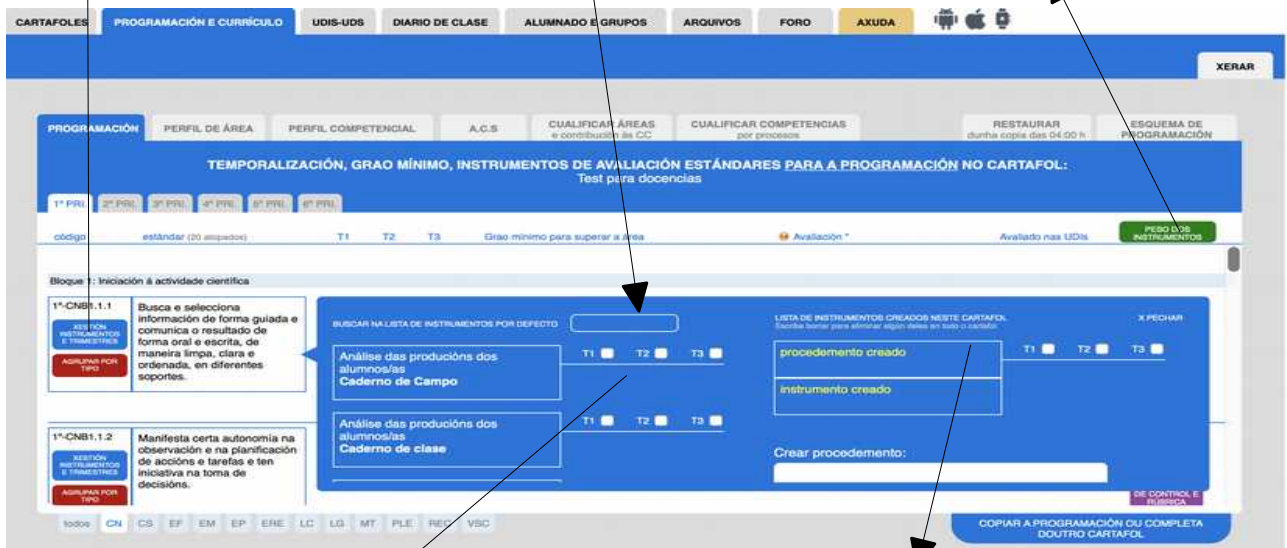 CARTAFOLES PROGRAMACIÓN E CURRÍCULO UDIS-UDS DIARIO DE CLASE ALUMNADO E GRUPOS ARQUIVOS FORO AXUDA
XERAR
PROGRAMACIÓN PERFIL DE ÁREA PERFIL COMPETENCIAL A.C.S CUALIFICAR ÁREAS CUALIFICAR COMPETENCIAS RESTAURAR ESQUEMA DE
e contribución ás CC por procesos dunha copia das 04:00 h PROGRAMACIÓN
TEMPORALIZACIÓN, GRAO MÍNIMO, INSTRUMENTOS DE AVALIACIÓN ESTÁNDARES PARA A PROGRAMACIÓN NO CARTAFOL:
Test para docencias
1º PRI. 2º PRI. 3º PRI. 4º PRI. 5º PRI. 6º PRI.
código estándar (20 atopados) T1 T2 T3 Grao mínimo para superar a área Avaliación * Avaliado nas UDIs PESO DOS
INSTRUMENTOS
Bloque 1: Iniciación á actividade científica
1º-CNB1.1.1
XESTIÓN
INSTRUMENTOS
E TRIMESTRES
AGRUPAR POR
TIPO
Busca e selecciona
información de forma guiada e
comunica o resultado de
forma oral e escrita, de
maneira limpa, clara e
ordenada, en diferentes
soportes.
BUSCAR NA LISTA DE INSTRUMENTOS POR DEFECTO
Análise das producións dos
alumnos/as
Caderno de Campo
T1 T2 T3
Análise das producións dos
alumnos/as
Caderno de clase
T1 T2 T3
LISTA DE INSTRUMENTOS CREADOS NESTE CARTAFOL.
Escriba borrar para eliminar algún deles en todo o cartafol.
X PECHAR
procedemento creado
T1 T2 T3
instrumento creado
Crear procedemento:
1º-CNB1.1.2
XESTIÓN
INSTRUMENTOS
E TRIMESTRES
AGRUPAR POR
TIPO
Manifesta certa autonomía na
observación e na planificación
de accións e tarefas e ten
iniciativa na toma de
decisións.
DE CONTROL E
RÚBRICA
todos CN CS EF EM EP ERE LC LG MT PLE REC VSC
COPIAR A PROGRAMACIÓN OU COMPLETA
DOUTRO CARTAFOL